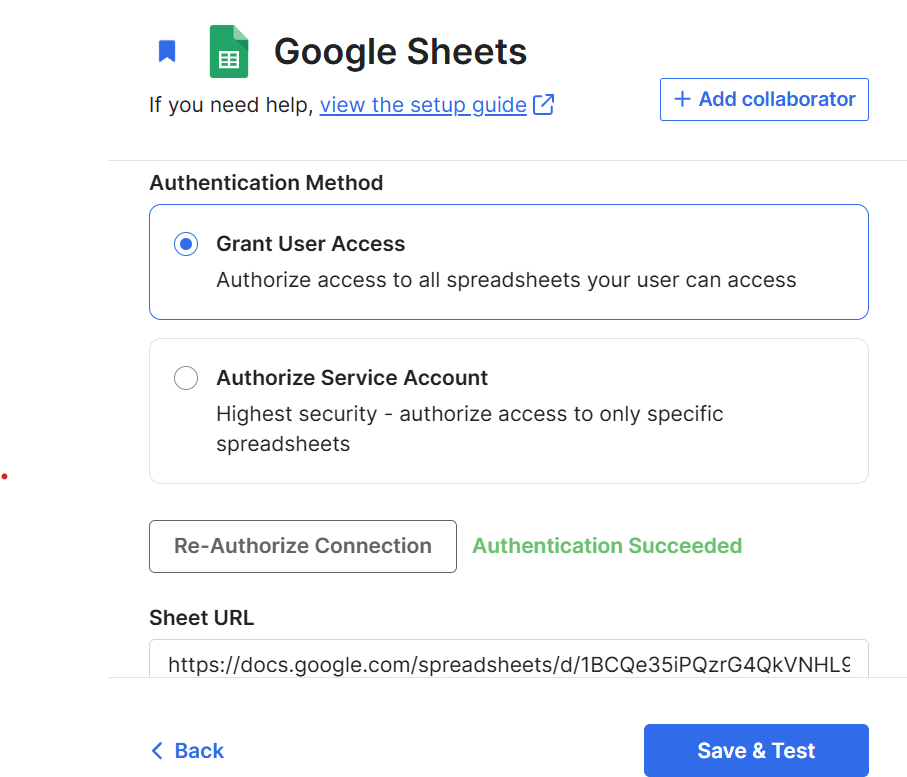 Google Sheets
If you need help, view the setup guide
+ Add collaborator
Authentication Method
Grant User Access
Authorize access to all spreadsheets your user can access
Authorize Service Account
Highest security - authorize access to only specific
spreadsheets
Re-Authorize Connection
Authentication Succeeded
Sheet URL
https://docs.google.com/spreadsheets/d/1BCQe35iPQzrG4QkVNHL9
Back
Save & Test